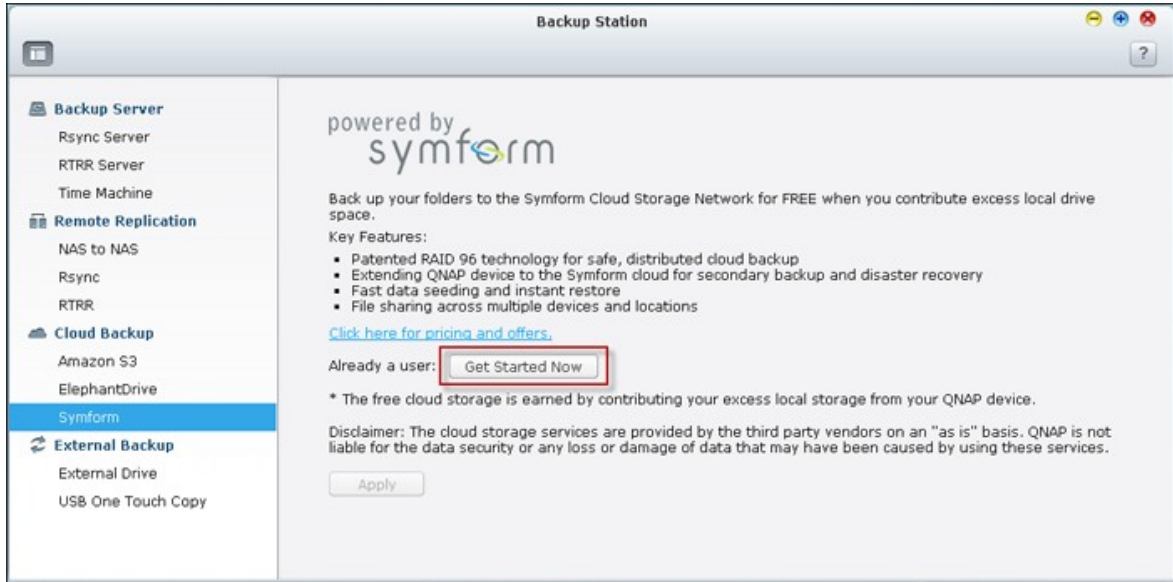 Backup Station
?
Backup Server
Rsync Server
RTRR Server
Time Machine
Remote Replication
NAS to NAS
Rsync
RTRR
Cloud Backup
Amazon S3
ElephantDrive
Symform
External Backup
External Drive
USB One Touch Copy
powered by
symform
Back up your folders to the Symform Cloud Storage Network for FREE when you contribute excess local drive
space.
Key Features:
▪ Patented RAID 96 technology for safe, distributed cloud backup
▪ Extending QNAP device to the Symform cloud for secondary backup and disaster recovery
▪ Fast data seeding and instant restore
▪ File sharing across multiple devices and locations
Click here for pricing and offers.
Already a user: Get Started Now
* The free cloud storage is earned by contributing your excess local storage from your QNAP device.
Disclaimer: The cloud storage services are provided by the third party vendors on an "as is" basis. QNAP is not
liable for the data security or any loss or damage of data that may have been caused by using these services.
Apply